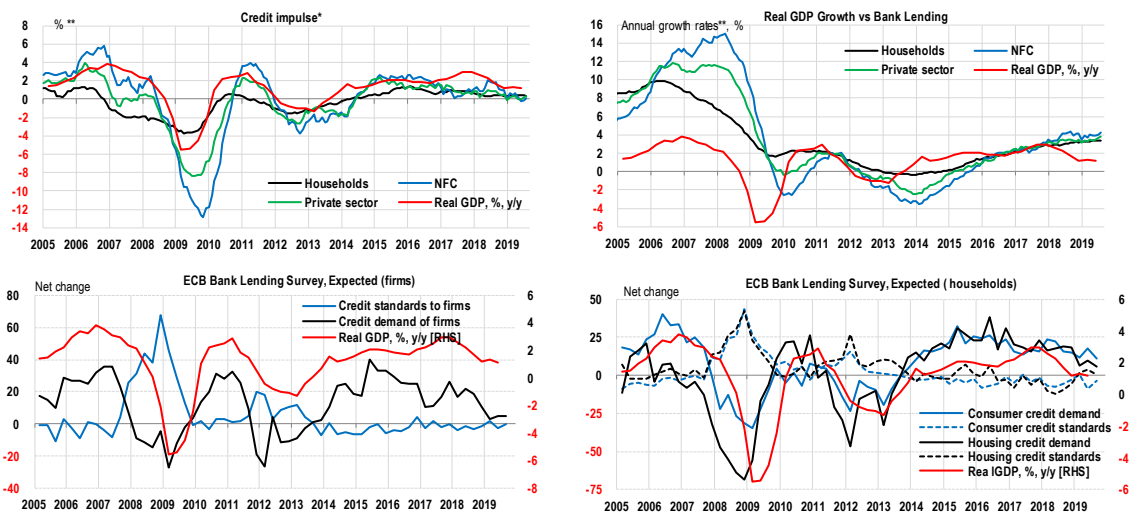 Credit impulse*
% **
8
6
4
2
0
-2
-4
-6
-8
-10
-12
-14
Households
NFC
Private sector
Real GDP, %, y/y
2005 2006 2007 2008 2009 2010 2011 2012 2013 2014 2015 2016 2017 2018 2019
Real GDP Growth vs Bank Lending
Annual growth rates**, %
16
14
12
10
8
6
4
2
0
-2
-4
-6
Households
NFC
Private sector
Real GDP, %, y/y
2005 2006 2007 2008 2009 2010 2011 2012 2013 2014 2015 2016 2017 2018 2019
ECB Bank Lending Survey, Expected (firms)
Net change
80
60
40
20
0
-20
-40
Credit standards to firms
Credit demand of firms
Real GDP, %, y/y [RHS]
6
4
2
0
-2
-4
-6
-8
2005 2006 2007 2008 2009 2010 2011 2012 2013 2014 2015 2016 2017 2018 2019
ECB Bank Lending Survey, Expected ( households)
Net change
50
25
0
-25
-50
-75
6
4
2
0
-2
-4
-6
Consumer credit demand
Consumer credit standards
Housing credit demand
Housing credit standards
Rea lGDP, %, y/y [RHS]
2005 2006 2007 2008 2009 2010 2011 2012 2013 2014 2015 2016 2017 2018 2019